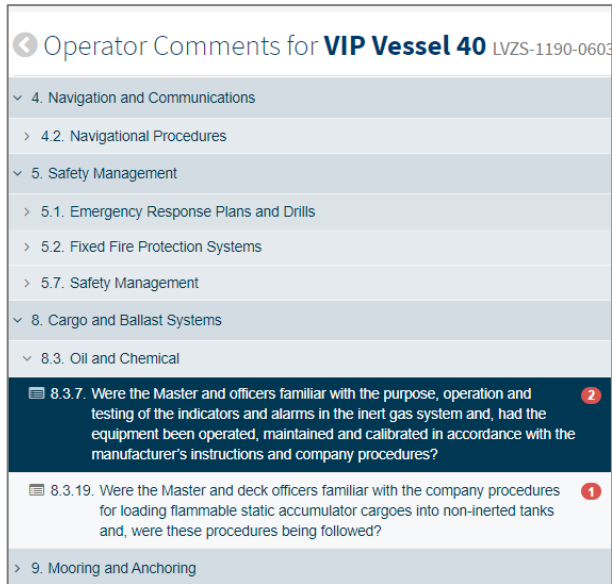 Operator Comments for VIP Vessel 40 LVZS-1190-0603
4. Navigation and Communications
4.2. Navigational Procedures
5. Safety Management
5.1. Emergency Response Plans and Drills
5.2. Fixed Fire Protection Systems
5.7. Safety Management
8. Cargo and Ballast Systems
8.3. Oil and Chemical
8.3.7. Were the Master and officers familiar with the purpose, operation and 2
testing of the indicators and alarms in the inert gas system and, had the
equipment been operated, maintained and calibrated in accordance with the
manufacturer's instructions and company procedures?
8.3.19. Were the Master and deck officers familiar with the company procedures 1
for loading flammable static accumulator cargoes into non-inerted tanks
and, were these procedures being followed?
9. Mooring and Anchoring